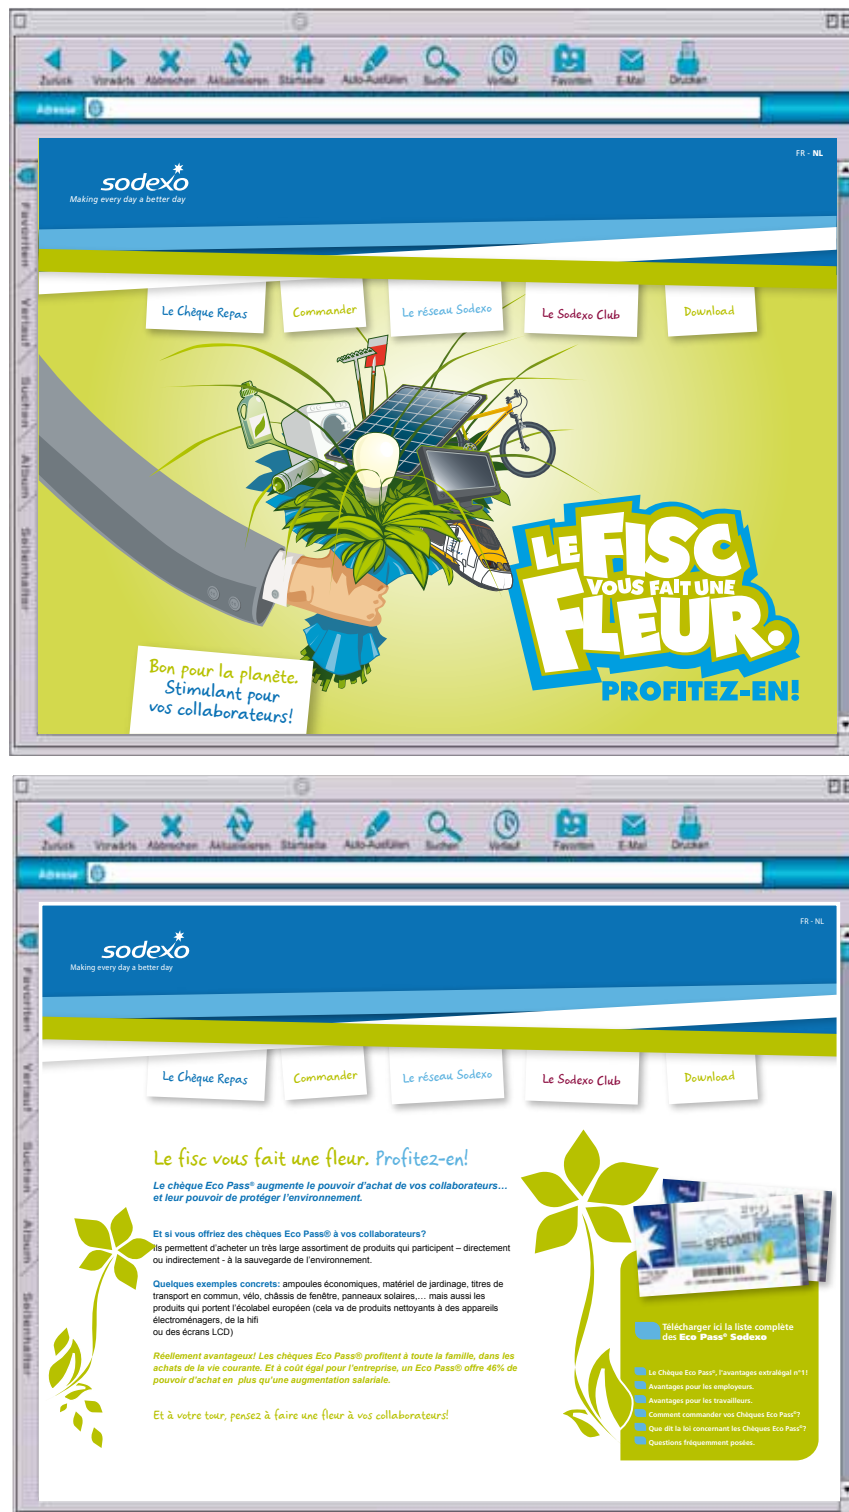 Zurück Vorwärts Abbrechen Aktualisieren Startseite Auto-Ausfüllen Suchen Verlauf Favoriten E-Mail Drucken
Adresse
FR - NL
sodexo
Making every day a better day
Favoriten
Verlauf
Suchen
Album
Seitenhalter
Le Chèque Repas
Commander
Le réseau Sodexo
Le Sodexo Club
Download
LE FISC
VOUS FAIT UNE
FLEUR.
PROFITEZ-EN!
Bon pour la planète.
Stimulant pour
vos collaborateurs!
Zurück Vorwärts Abbrechen Aktualisieren Startseite Auto-Ausfüllen Suchen Verlauf Favoriten E-Mail Drucken
Adresse
FR - NL
sodexo
Making every day a better day
Favoriten
Verlauf
Suchen
Album
Seitenhalter
Le Chèque Repas
Commander
Le réseau Sodexo
Le Sodexo Club
Download
Le fisc vous fait une fleur. Profitez-en!
Le chèque Eco Pass® augmente le pouvoir d'achat de vos collaborateurs…
et leur pouvoir de protéger l'environnement.
Et si vous offriez des chèques Eco Pass® à vos collaborateurs?
Ils permettent d'acheter un très large assortiment de produits qui participent – directement
ou indirectement - à la sauvegarde de l'environnement.
Quelques exemples concrets: ampoules économiques, matériel de jardinage, titres de
transport en commun, vélo, châssis de fenêtre, panneaux solaires,… mais aussi les
produits qui portent l'écolabel européen (cela va de produits nettoyants à des appareils
électroménagers, de la hifi
ou des écrans LCD)
Réellement avantageux! Les chèques Eco Pass® profitent à toute la famille, dans les
achats de la vie courante. Et à coût égal pour l'entreprise, un Eco Pass® offre 46% de
pouvoir d'achat en plus qu'une augmentation salariale.
Et à votre tour, pensez à faire une fleur à vos collaborateurs!
ECO
PASS
SPECIMEN
Télécharger ici la liste complète
des Eco Pass® Sodexo
Le Chèque Eco Pass®, l'avantages extralégal n°1!
Avantages pour les employeurs.
Avantages pour les travailleurs.
Comment commander vos Chèques Eco Pass®?
Que dit la loi concernant les Chèques Eco Pass®?
Questions fréquemment posées.